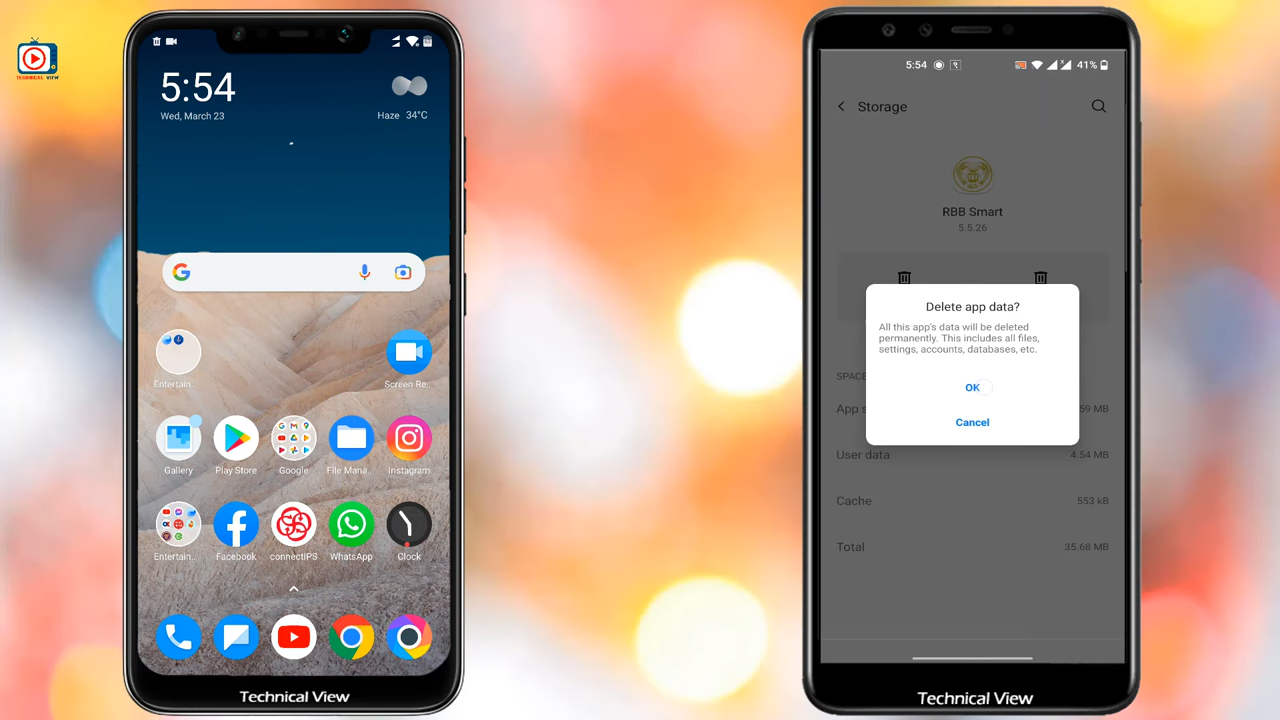 TECHNICAL VIEW
5:54
Wed, March 23
Haze 34°C
Entertain..
Screen Re..
Gallery
Play Store
Google
File Mana..
Instagram
Entertain..
Facebook
connectIPS
WhatsApp
Clock
Technical View
5:54
41%
Storage
RBB Smart
5.5.26
Delete app data?
All this app's data will be deleted
permanently. This includes all files,
settings, accounts, databases, etc.
OK
Cancel
SPACE
App s
59 MB
User data
4.54 MB
Cache
553 kB
Total
35.68 MB
Technical View